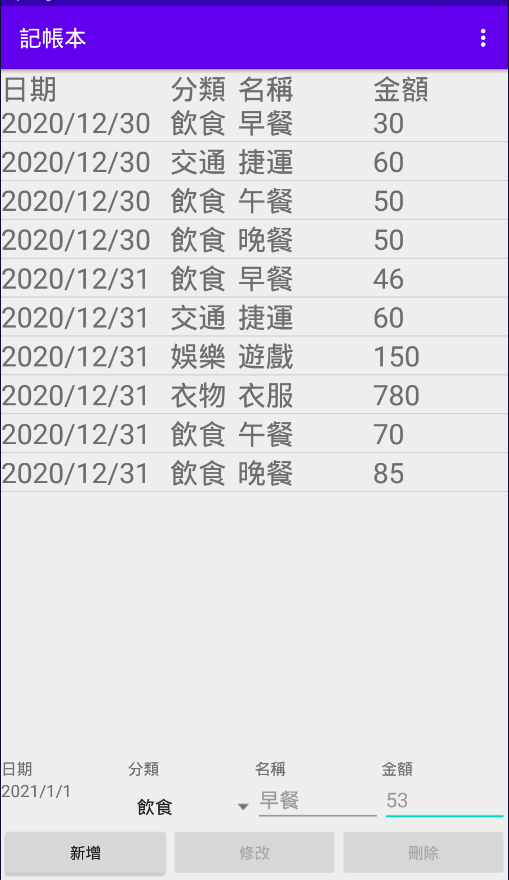 記帳本
日期 分類 名稱 金額
2020/12/30 飲食 早餐 30
2020/12/30 交通 捷運 60
2020/12/30 飲食 午餐 50
2020/12/30 飲食 晚餐 50
2020/12/31 飲食 早餐 46
2020/12/31 交通 捷運 60
2020/12/31 娛樂 遊戲 150
2020/12/31 衣物 衣服 780
2020/12/31 飲食 午餐 70
2020/12/31 飲食 晚餐 85
日期 分類 名稱 金額
2021/1/1 飲食 早餐 53
新增 修改 刪除